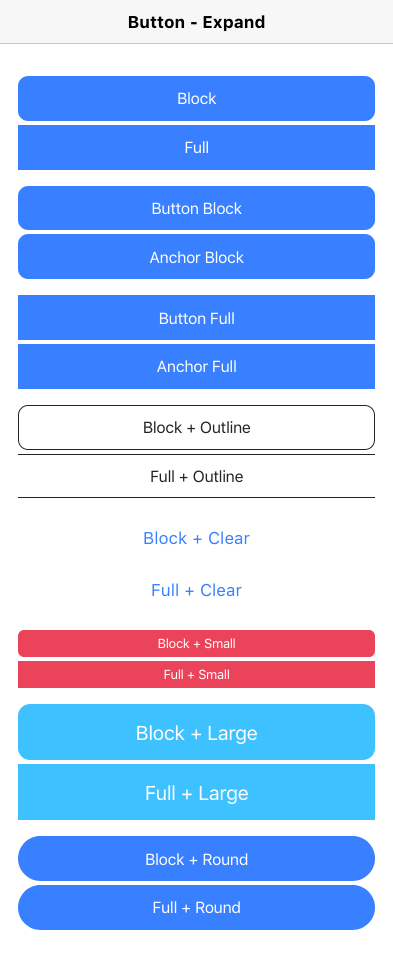 Button - Expand
Block
Full
Button Block
Anchor Block
Button Full
Anchor Full
Block + Outline
Full + Outline
Block + Clear
Full + Clear
Block + Small
Full + Small
Block + Large
Full + Large
Block + Round
Full + Round